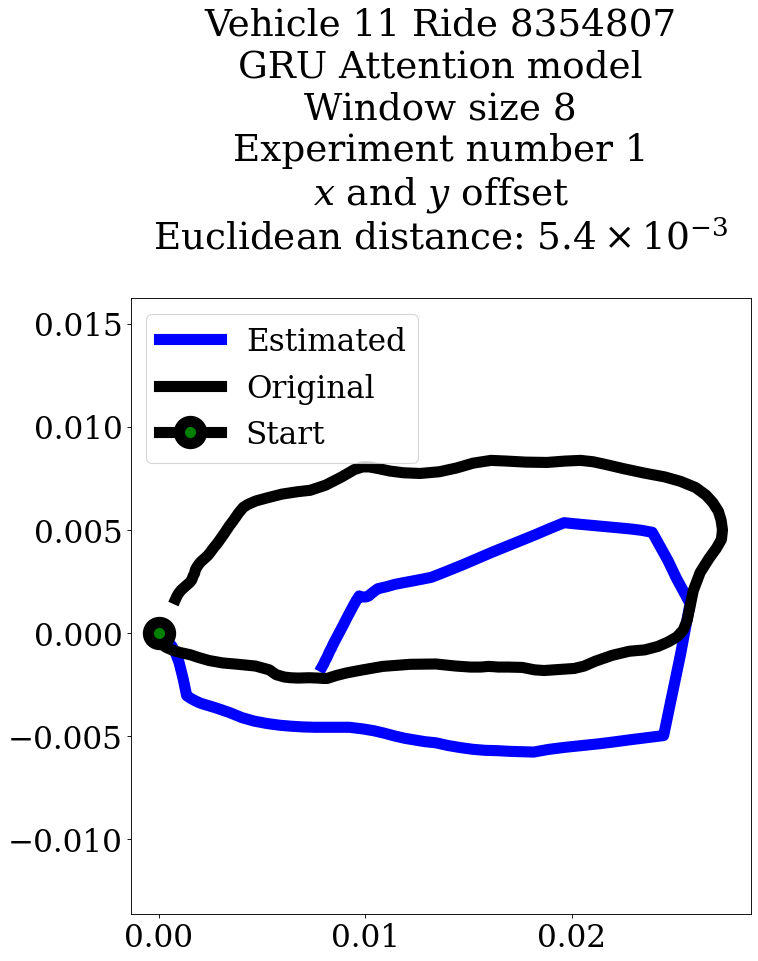 Vehicle 11 Ride 8354807
GRU Attention model
Window size 8
Experiment number 1
x and y offset
Euclidean distance: 5.4 × 10⁻³
0.015
0.010
0.005
0.000
−0.005
−0.010
Estimated
Original
Start
0.00
0.01
0.02